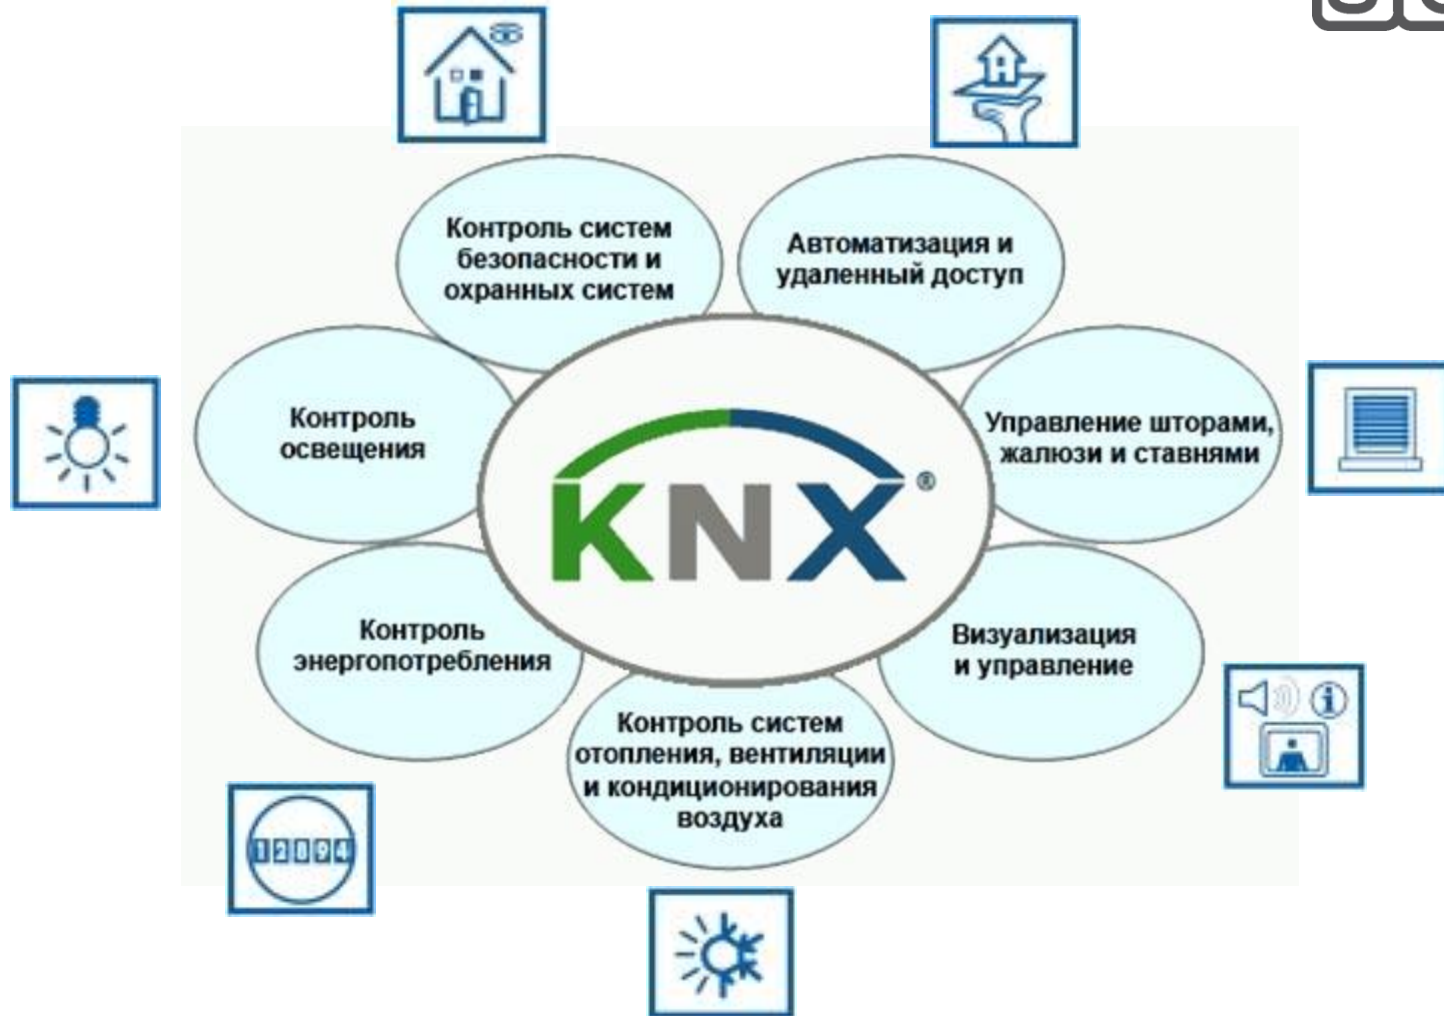 Контроль систем
безопасности и
охранных систем
Автоматизация и
удаленный доступ
Контроль
освещения
Управление шторами,
жалюзи и ставнями
KNX®
Контроль
энергопотребления
Визуализация
и управление
Контроль систем
отопления, вентиляции
и кондиционирования
воздуха
12894